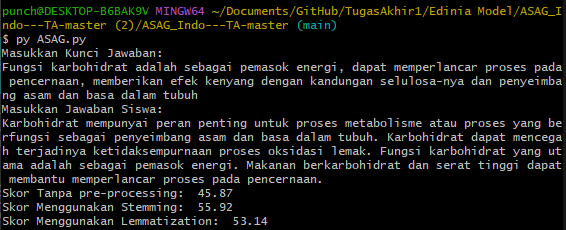 punch@DESKTOP-B6BAK9V MINGW64 ~/Documents/GitHub/TugasAkhir1/Edinia Model/ASAG_I
ndo---TA-master (2)/ASAG_Indo---TA-master (main)
$ py ASAG.py
Masukkan Kunci Jawaban:
Fungsi karbohidrat adalah sebagai pemasok energi, dapat memperlancar proses pada
 pencernaan, memberikan efek kenyang dengan kandungan selulosa-nya dan penyeimba
ng asam dan basa dalam tubuh
Masukkan Jawaban Siswa:
Karbohidrat mempunyai peran penting untuk proses metabolisme atau proses yang be
rfungsi sebagai penyeimbang asam dan basa dalam tubuh. Karbohidrat dapat mencega
h terjadinya ketidaksempurnaan proses oksidasi lemak. Fungsi karbohidrat yang ut
ama adalah sebagai pemasok energi. Makanan berkarbohidrat dan serat tinggi dapat
 membantu memperlancar proses pada pencernaan.
Skor Tanpa pre-processing:  45.87
Skor Menggunakan Stemming:  55.92
Skor Menggunakan Lemmatization:  53.14